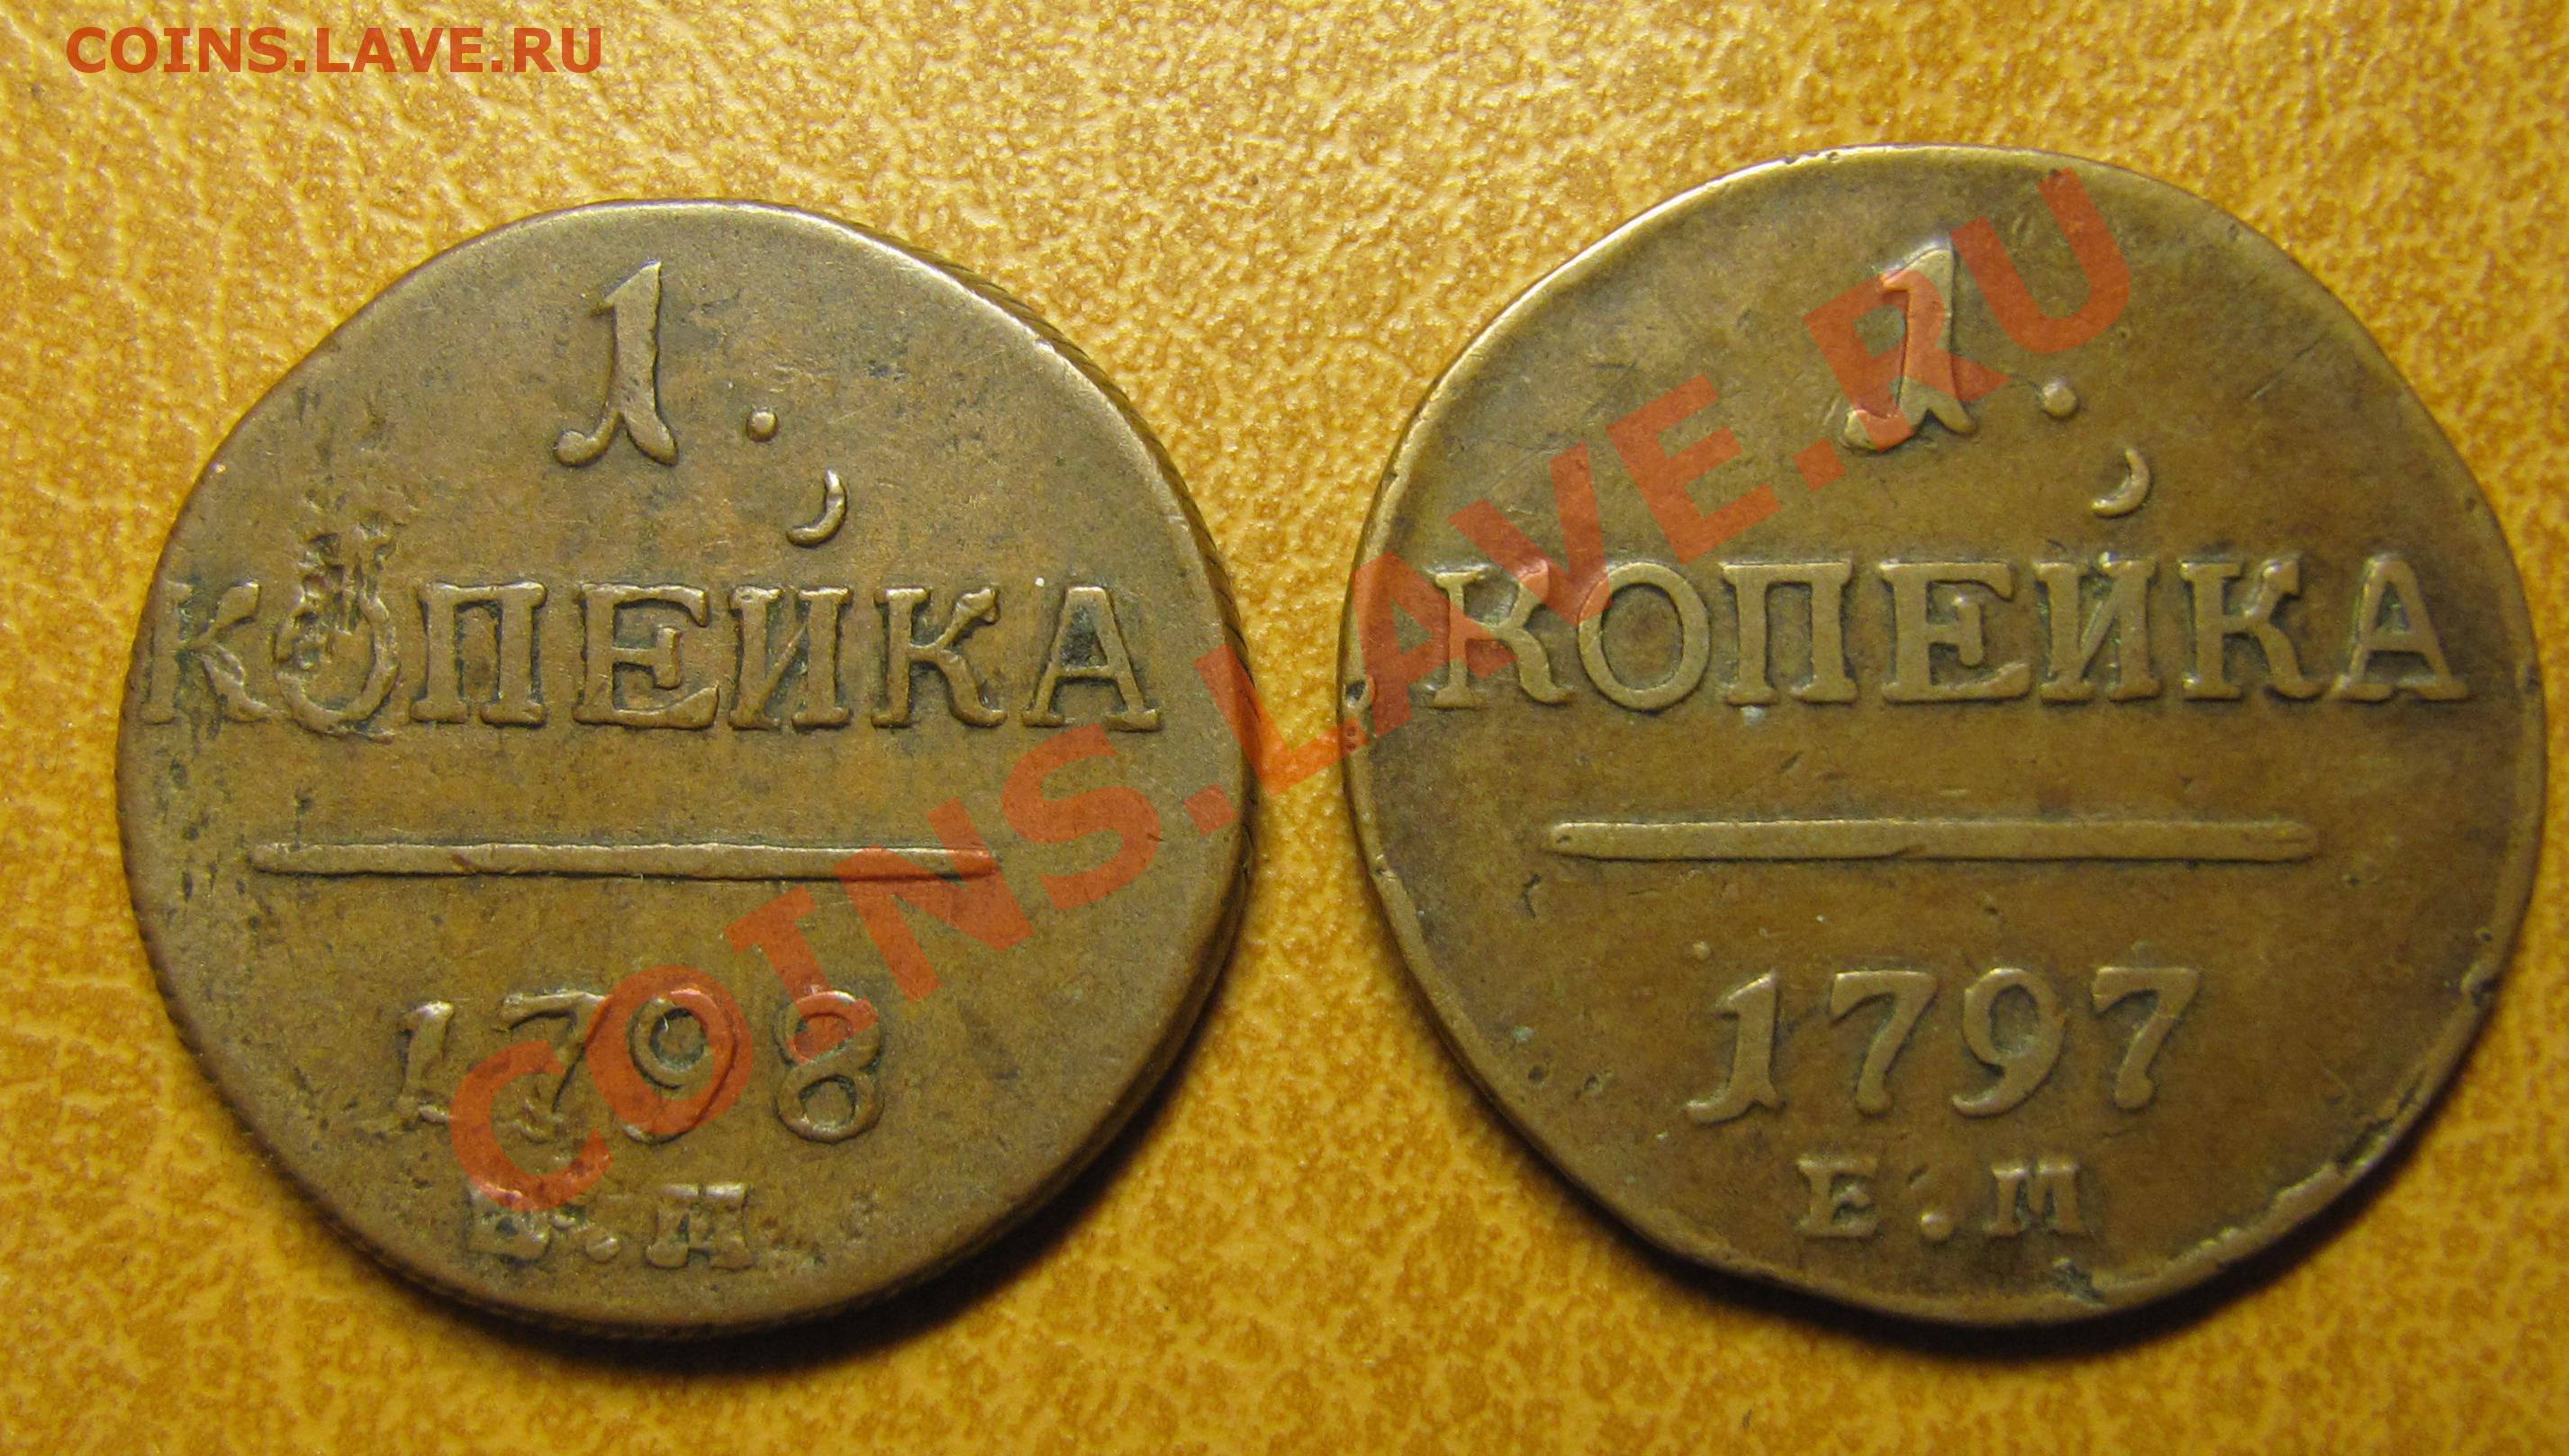 COINS.LAVE.RU
1.
КОПЕЙКА
1798
Е.М
1.
КОПЕЙКА
1797
Е.М
COINS.LAVE.RU